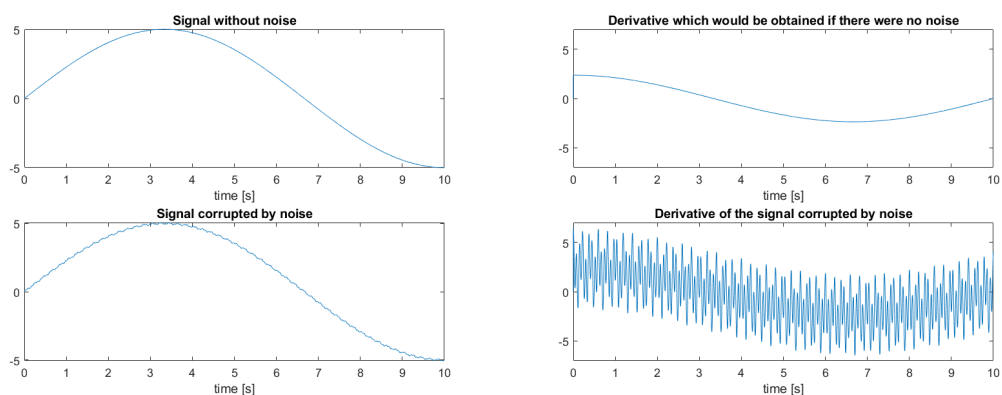 Signal without noise
5
0
-5
0 1 2 3 4 5 6 7 8 9 10
time [s]
Derivative which would be obtained if there were no noise
5
0
-5
0 1 2 3 4 5 6 7 8 9 10
time [s]
Signal corrupted by noise
5
0
-5
0 1 2 3 4 5 6 7 8 9 10
time [s]
Derivative of the signal corrupted by noise
5
0
-5
0 1 2 3 4 5 6 7 8 9 10
time [s]